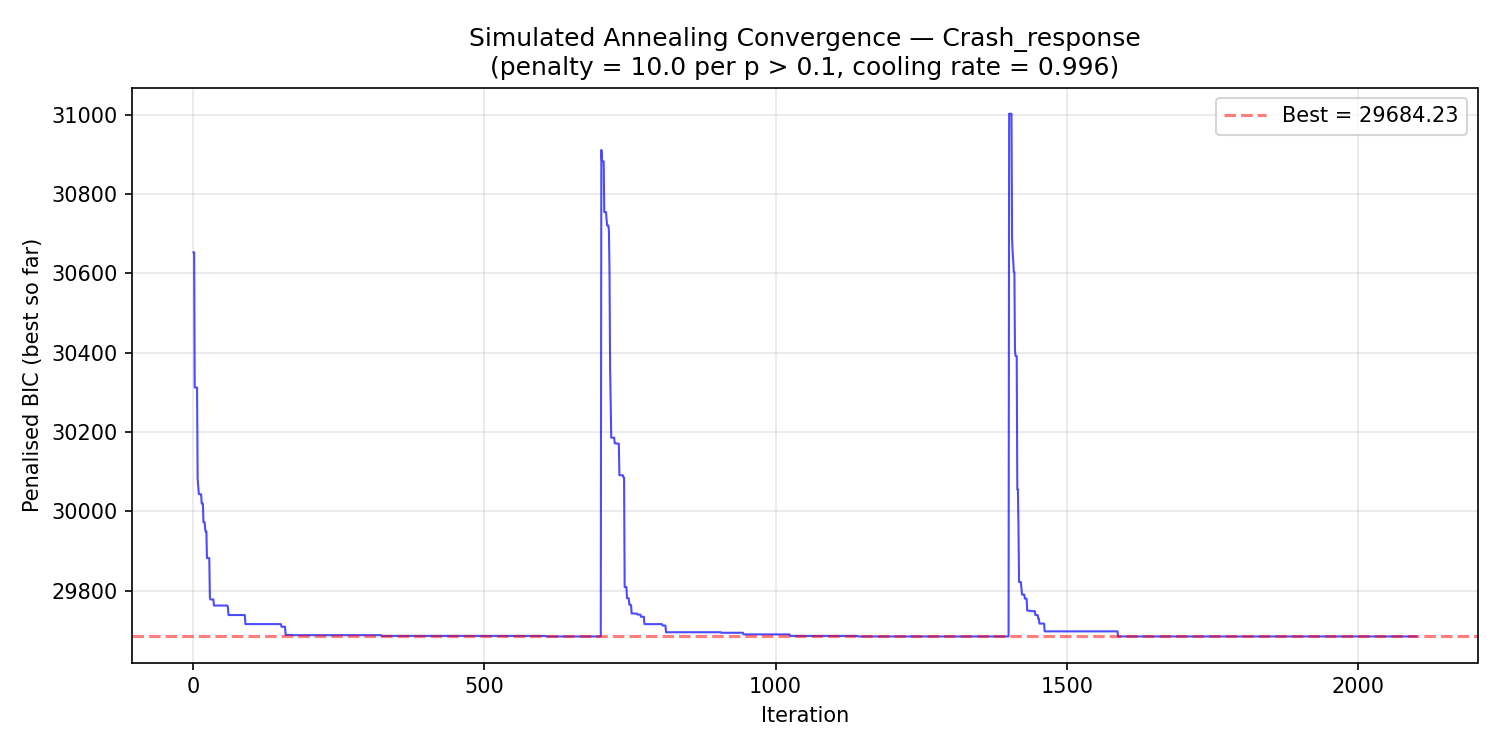 Simulated Annealing Convergence — Crash_response
(penalty = 10.0 per p > 0.1, cooling rate = 0.996)
Best = 29684.23
Penalised BIC (best so far)
31000
30800
30600
30400
30200
30000
29800
0
500
1000
1500
2000
Iteration